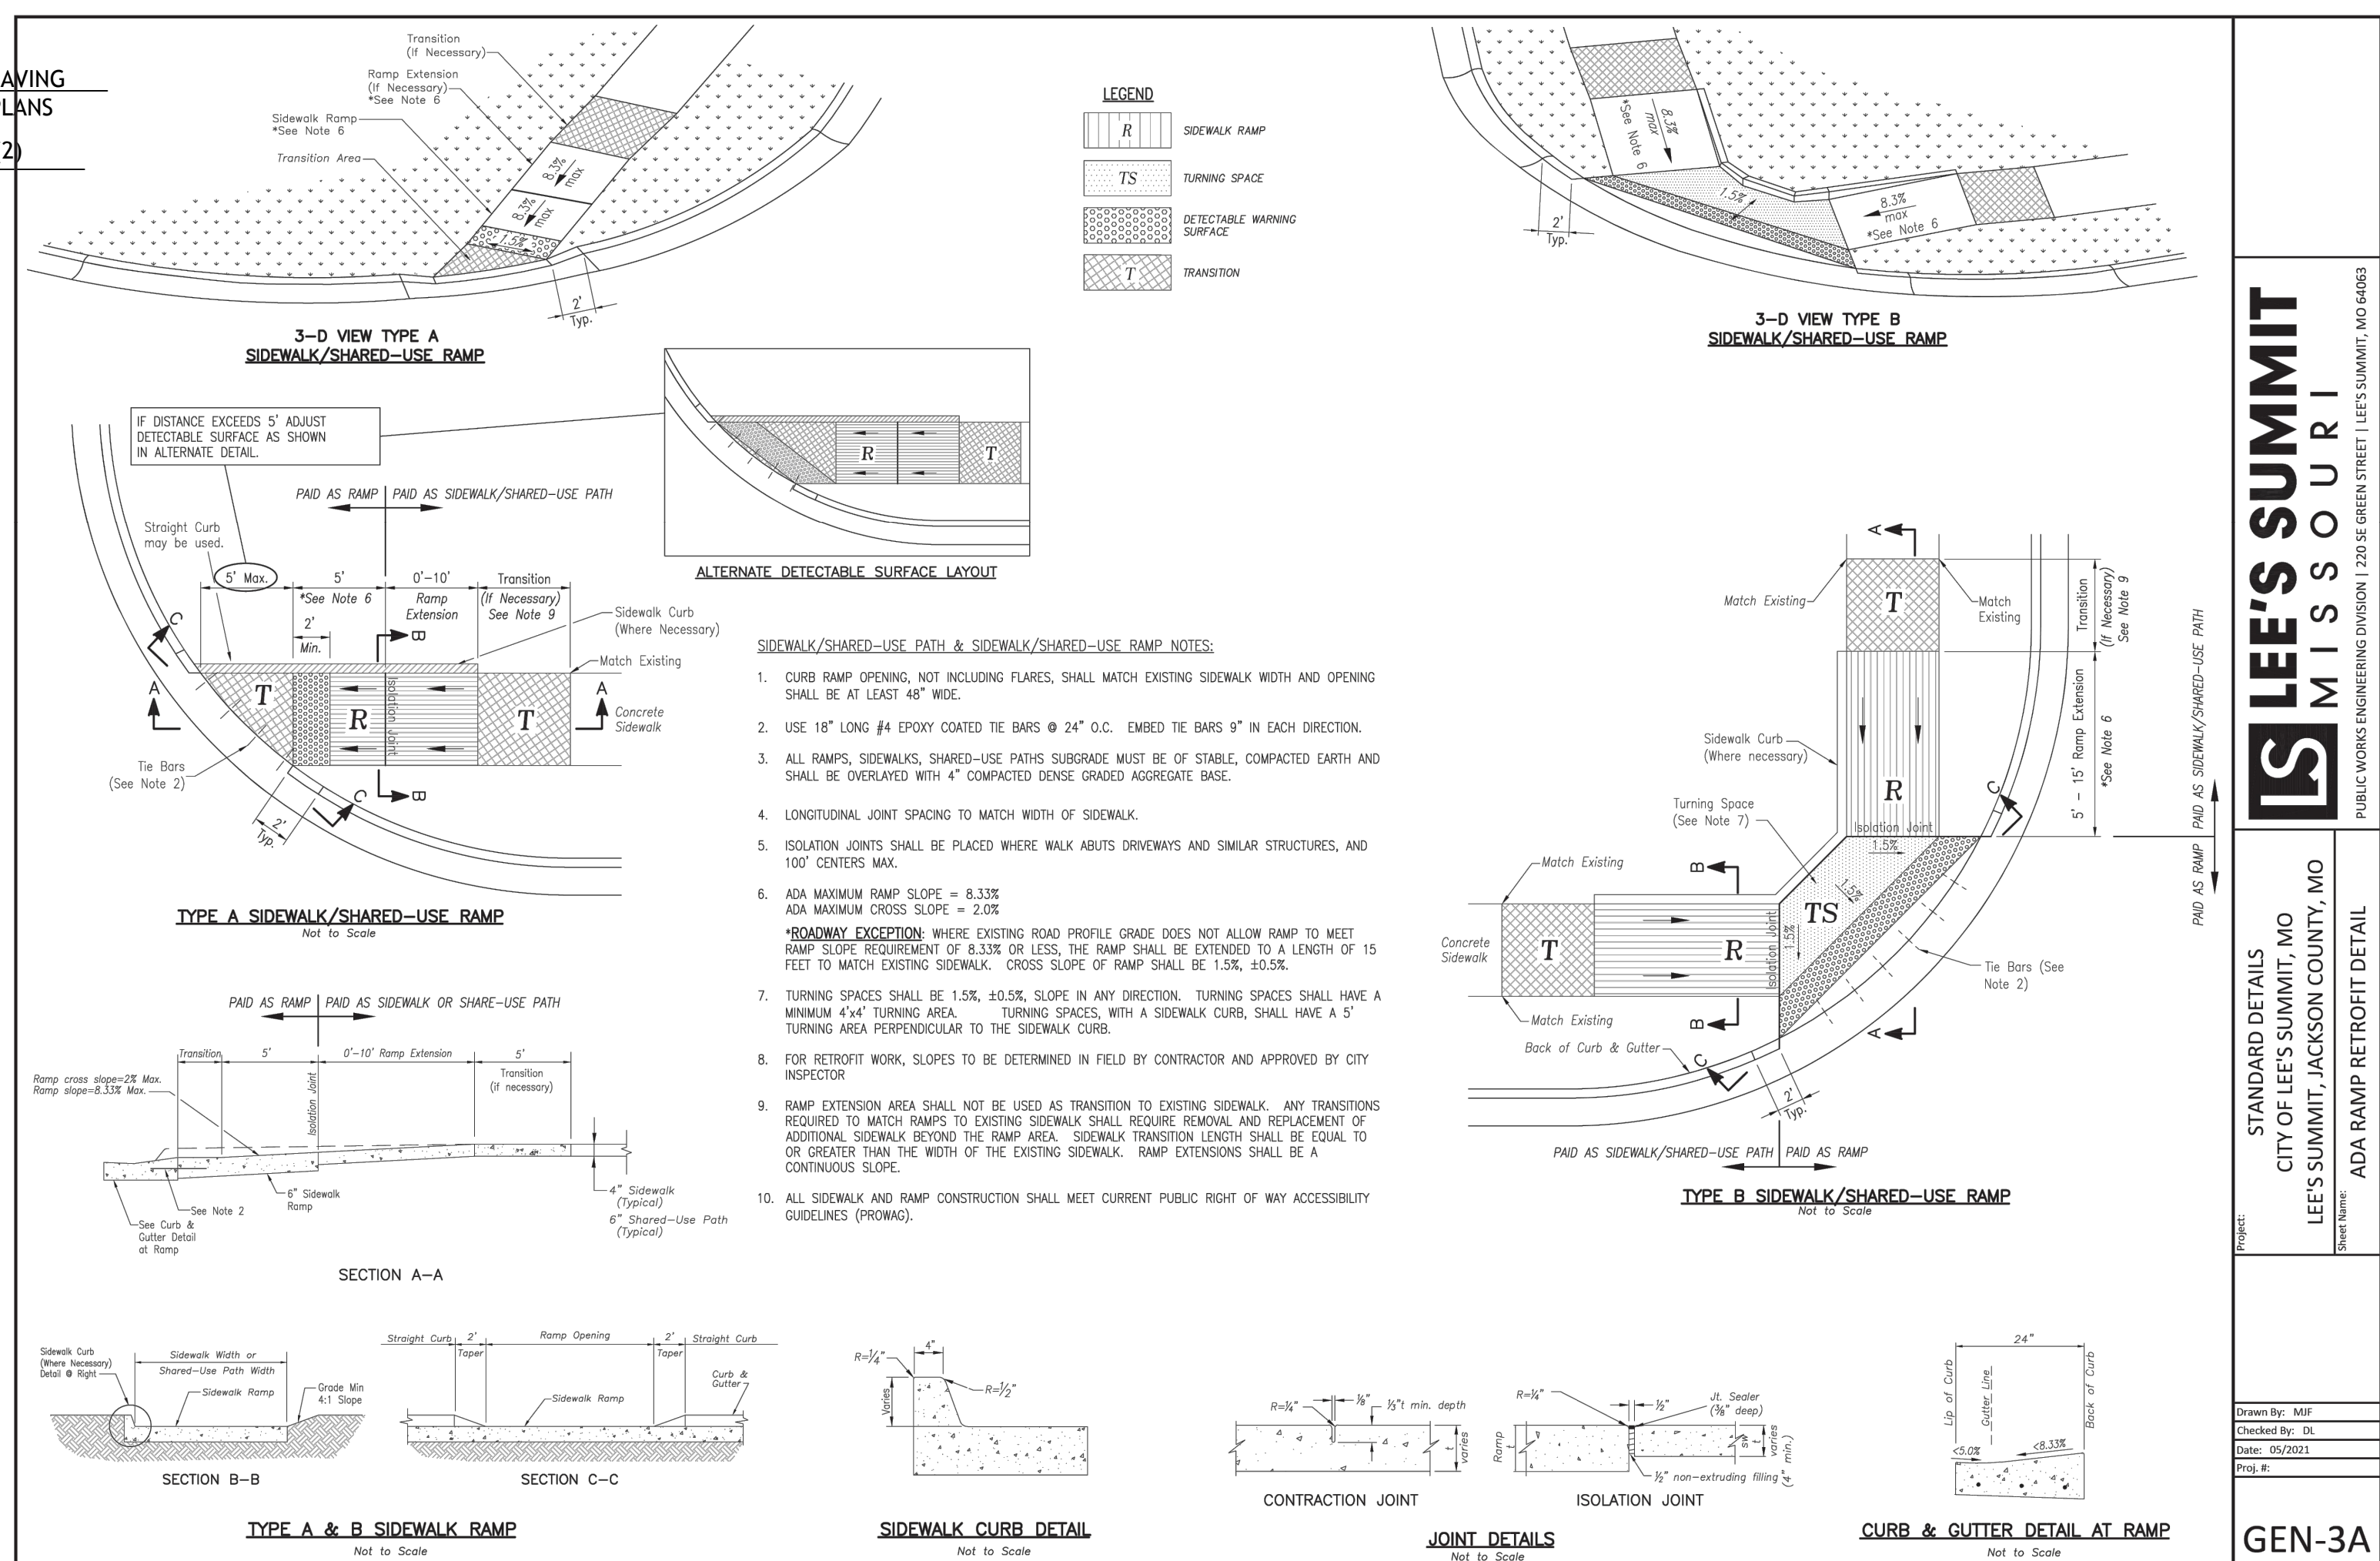 AVING
LANS
2)
Transition
(If Necessary)
Ramp Extension
(If Necessary)
*See Note 6
Sidewalk Ramp
*See Note 6
Transition Area
8.3%
max
8.3%
max
1.5%
2'
Typ.
3-D VIEW TYPE A
SIDEWALK/SHARED-USE RAMP
LEGEND
R SIDEWALK RAMP
TS TURNING SPACE
DETECTABLE WARNING
SURFACE
T TRANSITION
8.3%
max
*See Note 6
1.5%
8.3%
max
*See Note 6
2'
Typ.
3-D VIEW TYPE B
SIDEWALK/SHARED-USE RAMP
IF DISTANCE EXCEEDS 5' ADJUST
DETECTABLE SURFACE AS SHOWN
IN ALTERNATE DETAIL.
R
T
ALTERNATE DETECTABLE SURFACE LAYOUT
PAID AS RAMP PAID AS SIDEWALK/SHARED-USE PATH
Straight Curb
may be used.
5' Max.
5'
*See Note 6
0'-10'
Ramp
Extension
Transition
(If Necessary)
See Note 9
2'
Min.
B
Sidewalk Curb
(Where Necessary)
Match Existing
C
A
T
R
Isolation Joint
T
A
Concrete
Sidewalk
Tie Bars
(See Note 2)
B
C
2'
Typ.
TYPE A SIDEWALK/SHARED-USE RAMP
Not to Scale
PAID AS RAMP PAID AS SIDEWALK OR SHARE-USE PATH
Transition
5'
0'-10' Ramp Extension
5'
Transition
(if necessary)
Ramp cross slope=2% Max.
Ramp slope=8.33% Max.
Isolation Joint
6" Sidewalk
Ramp
See Note 2
See Curb &
Gutter Detail
at Ramp
4" Sidewalk
(Typical)
6" Shared-Use Path
(Typical)
SECTION A-A
SIDEWALK/SHARED-USE PATH & SIDEWALK/SHARED-USE RAMP NOTES:
1. CURB RAMP OPENING, NOT INCLUDING FLARES, SHALL MATCH EXISTING SIDEWALK WIDTH AND OPENING
SHALL BE AT LEAST 48" WIDE.
2. USE 18" LONG #4 EPOXY COATED TIE BARS @ 24" O.C. EMBED TIE BARS 9" IN EACH DIRECTION.
3. ALL RAMPS, SIDEWALKS, SHARED-USE PATHS SUBGRADE MUST BE OF STABLE, COMPACTED EARTH AND
SHALL BE OVERLAYED WITH 4" COMPACTED DENSE GRADED AGGREGATE BASE.
4. LONGITUDINAL JOINT SPACING TO MATCH WIDTH OF SIDEWALK.
5. ISOLATION JOINTS SHALL BE PLACED WHERE WALK ABUTS DRIVEWAYS AND SIMILAR STRUCTURES, AND
100' CENTERS MAX.
6. ADA MAXIMUM RAMP SLOPE = 8.33%
ADA MAXIMUM CROSS SLOPE = 2.0%
*ROADWAY EXCEPTION: WHERE EXISTING ROAD PROFILE GRADE DOES NOT ALLOW RAMP TO MEET
RAMP SLOPE REQUIREMENT OF 8.33% OR LESS, THE RAMP SHALL BE EXTENDED TO A LENGTH OF 15
FEET TO MATCH EXISTING SIDEWALK. CROSS SLOPE OF RAMP SHALL BE 1.5%, ±0.5%.
7. TURNING SPACES SHALL BE 1.5%, ±0.5%, SLOPE IN ANY DIRECTION. TURNING SPACES SHALL HAVE A
MINIMUM 4'x4' TURNING AREA. TURNING SPACES, WITH A SIDEWALK CURB, SHALL HAVE A 5'
TURNING AREA PERPENDICULAR TO THE SIDEWALK CURB.
8. FOR RETROFIT WORK, SLOPES TO BE DETERMINED IN FIELD BY CONTRACTOR AND APPROVED BY CITY
INSPECTOR
9. RAMP EXTENSION AREA SHALL NOT BE USED AS TRANSITION TO EXISTING SIDEWALK. ANY TRANSITIONS
REQUIRED TO MATCH RAMPS TO EXISTING SIDEWALK SHALL REQUIRE REMOVAL AND REPLACEMENT OF
ADDITIONAL SIDEWALK BEYOND THE RAMP AREA. SIDEWALK TRANSITION LENGTH SHALL BE EQUAL TO
OR GREATER THAN THE WIDTH OF THE EXISTING SIDEWALK. RAMP EXTENSIONS SHALL BE A
CONTINUOUS SLOPE.
10. ALL SIDEWALK AND RAMP CONSTRUCTION SHALL MEET CURRENT PUBLIC RIGHT OF WAY ACCESSIBILITY
GUIDELINES (PROWAG).
A
Match Existing
T
Match
Existing
Transition
(If Necessary)
See Note 9
Sidewalk Curb
(Where necessary)
5' - 15' Ramp Extension
*See Note 6
PAID AS RAMP PAID AS SIDEWALK/SHARED-USE PATH
R
C
Turning Space
(See Note 7)
Isolation Joint
1.5%
Match Existing
B
1.5%
TS
Concrete
Sidewalk
T
R
Isolation Joint
1.5%
Tie Bars (See
Note 2)
Match Existing
B
A
Back of Curb & Gutter
C
2'
Typ.
PAID AS SIDEWALK/SHARED-USE PATH PAID AS RAMP
TYPE B SIDEWALK/SHARED-USE RAMP
Not to Scale
Sidewalk Curb
(Where Necessary)
Detail @ Right
Sidewalk Width or
Shared-Use Path Width
Sidewalk Ramp
Grade Min
4:1 Slope
SECTION B-B
Straight Curb
2'
Taper
Ramp Opening
2'
Taper
Straight Curb
Curb &
Gutter
Sidewalk Ramp
SECTION C-C
TYPE A & B SIDEWALK RAMP
Not to Scale
4"
R=1/4"
R=1/2"
Varies
SIDEWALK CURB DETAIL
Not to Scale
R=1/4"
1/8"
1/3"t min. depth
t
varies
CONTRACTION JOINT
R=1/4"
1/2"
Jt. Sealer
(3/8" deep)
Ramp
t
sw
t
varies
(4" min.)
1/2" non-extruding filling
ISOLATION JOINT
JOINT DETAILS
Not to Scale
24"
Lip of Curb
Gutter Line
Back of Curb
<5.0%
<8.33%
CURB & GUTTER DETAIL AT RAMP
Not to Scale
LS LEE'S SUMMIT
MISSOURI
PUBLIC WORKS ENGINEERING DIVISION | 220 SE GREEN STREET | LEE'S SUMMIT, MO 64063
Project:
STANDARD DETAILS
CITY OF LEE'S SUMMIT, MO
LEE'S SUMMIT, JACKSON COUNTY, MO
Sheet Name:
ADA RAMP RETROFIT DETAIL
Drawn By: MJF
Checked By: DL
Date: 05/2021
Proj. #:
GEN-3A